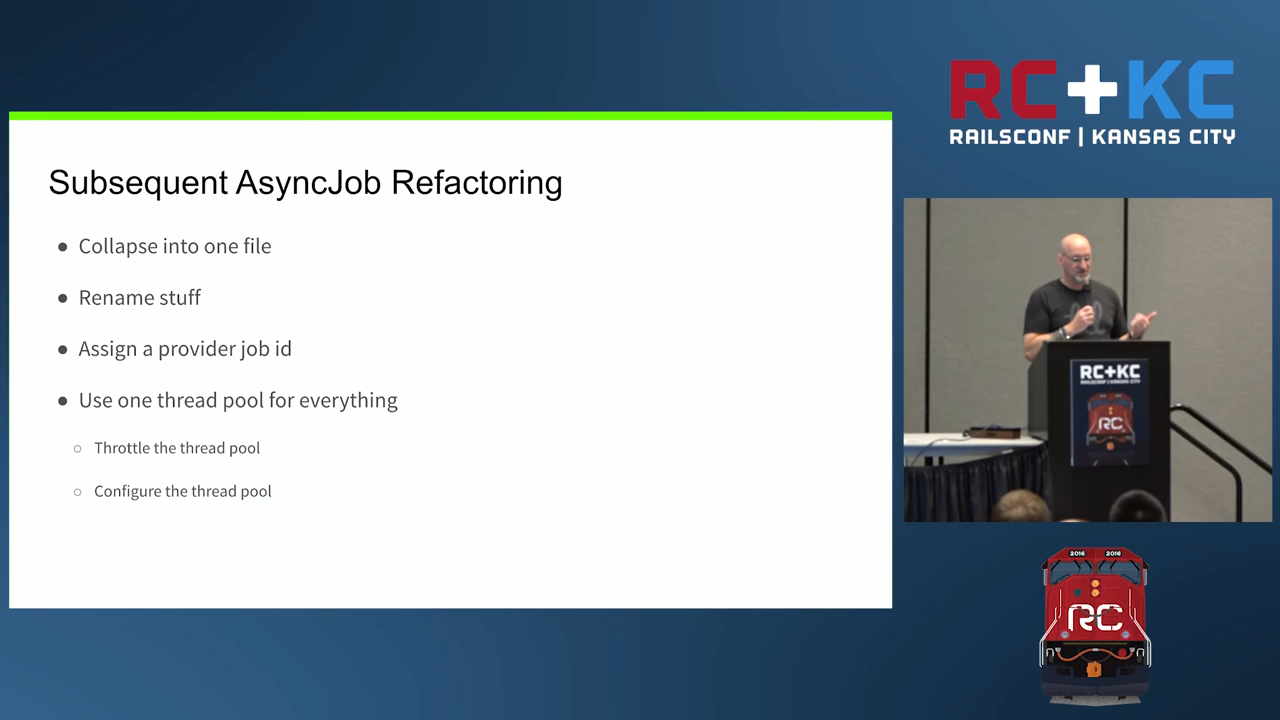 RC+KC
RAILSCONF | KANSAS CITY
Subsequent AsyncJob Refactoring
● Collapse into one file
● Rename stuff
● Assign a provider job id
● Use one thread pool for everything
○ Throttle the thread pool
○ Configure the thread pool
RC+KC
RAILSCONF | KANSAS CITY
RC
2016 2016
RC